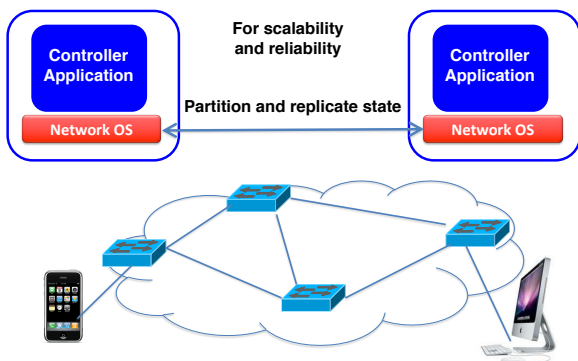 For scalability
and reliability
Controller
Application
Controller
Application
Partition and replicate state
Network OS
Network OS